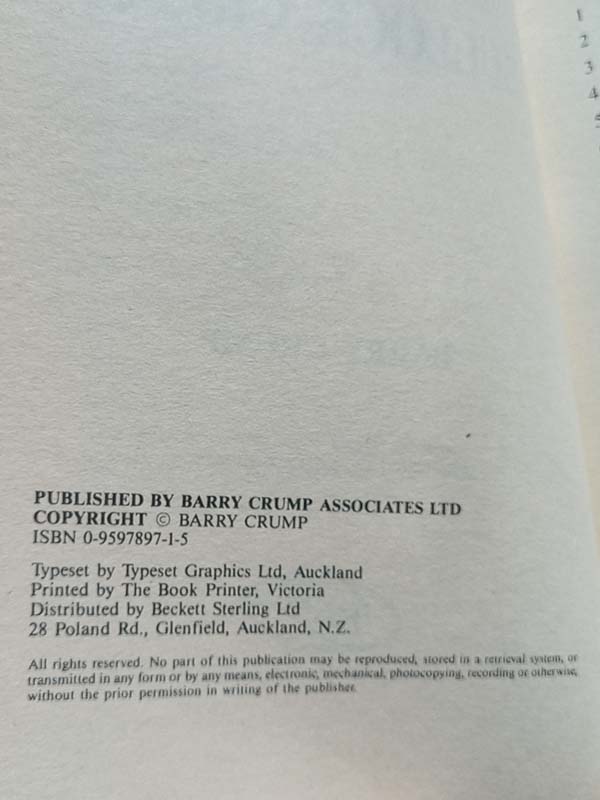 1
2
3
4
PUBLISHED BY BARRY CRUMP ASSOCIATES LTD
COPYRIGHT © BARRY CRUMP
ISBN 0-9597897-1-5
Typeset by Typeset Graphics Ltd, Auckland
Printed by The Book Printer, Victoria
Distributed by Beckett Sterling Ltd
28 Poland Rd., Glenfield, Auckland, N.Z.
All rights reserved. No part of this publication may be reproduced, stored in a retrieval system, or
transmitted in any form or by any means, electronic, mechanical, photocopying, recording or otherwise,
without the prior permission in writing of the publisher.